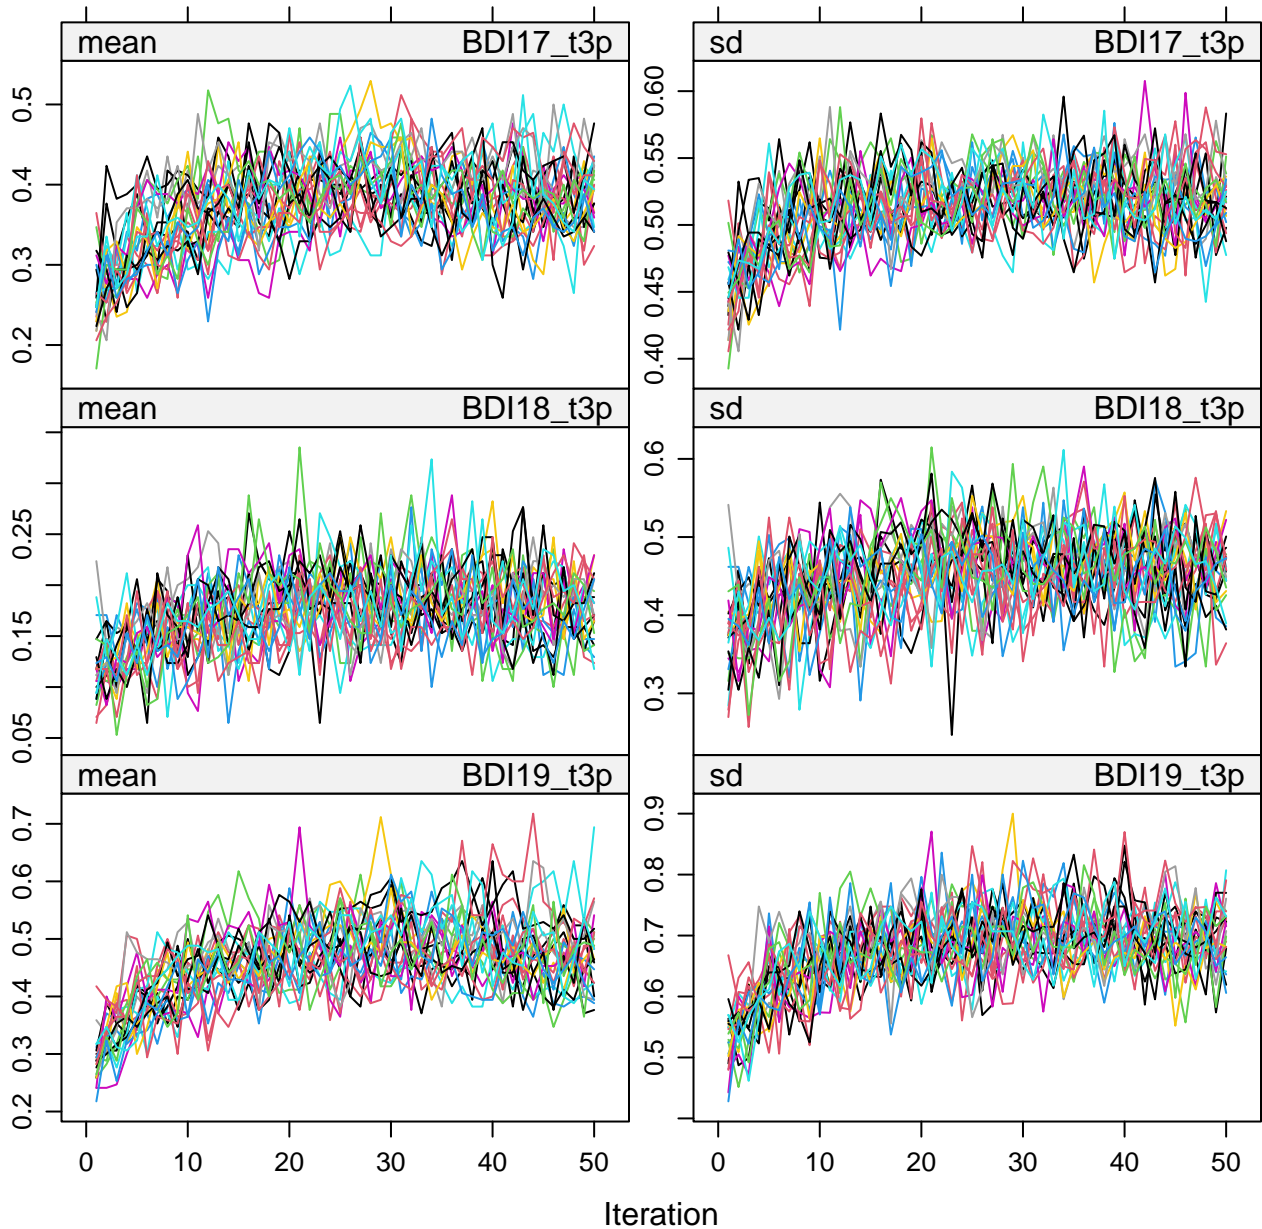 mean BDI17_t3p sd BDI17_t3p
0.2 0.3 0.4 0.5
0.40 0.45 0.50 0.55 0.60
mean BDI18_t3p sd BDI18_t3p
0.05 0.15 0.25
0.3 0.4 0.5 0.6
mean BDI19_t3p sd BDI19_t3p
0.2 0.3 0.4 0.5 0.6 0.7
0.5 0.6 0.7 0.8 0.9
0 10 20 30 40 50 0 10 20 30 40 50
Iteration